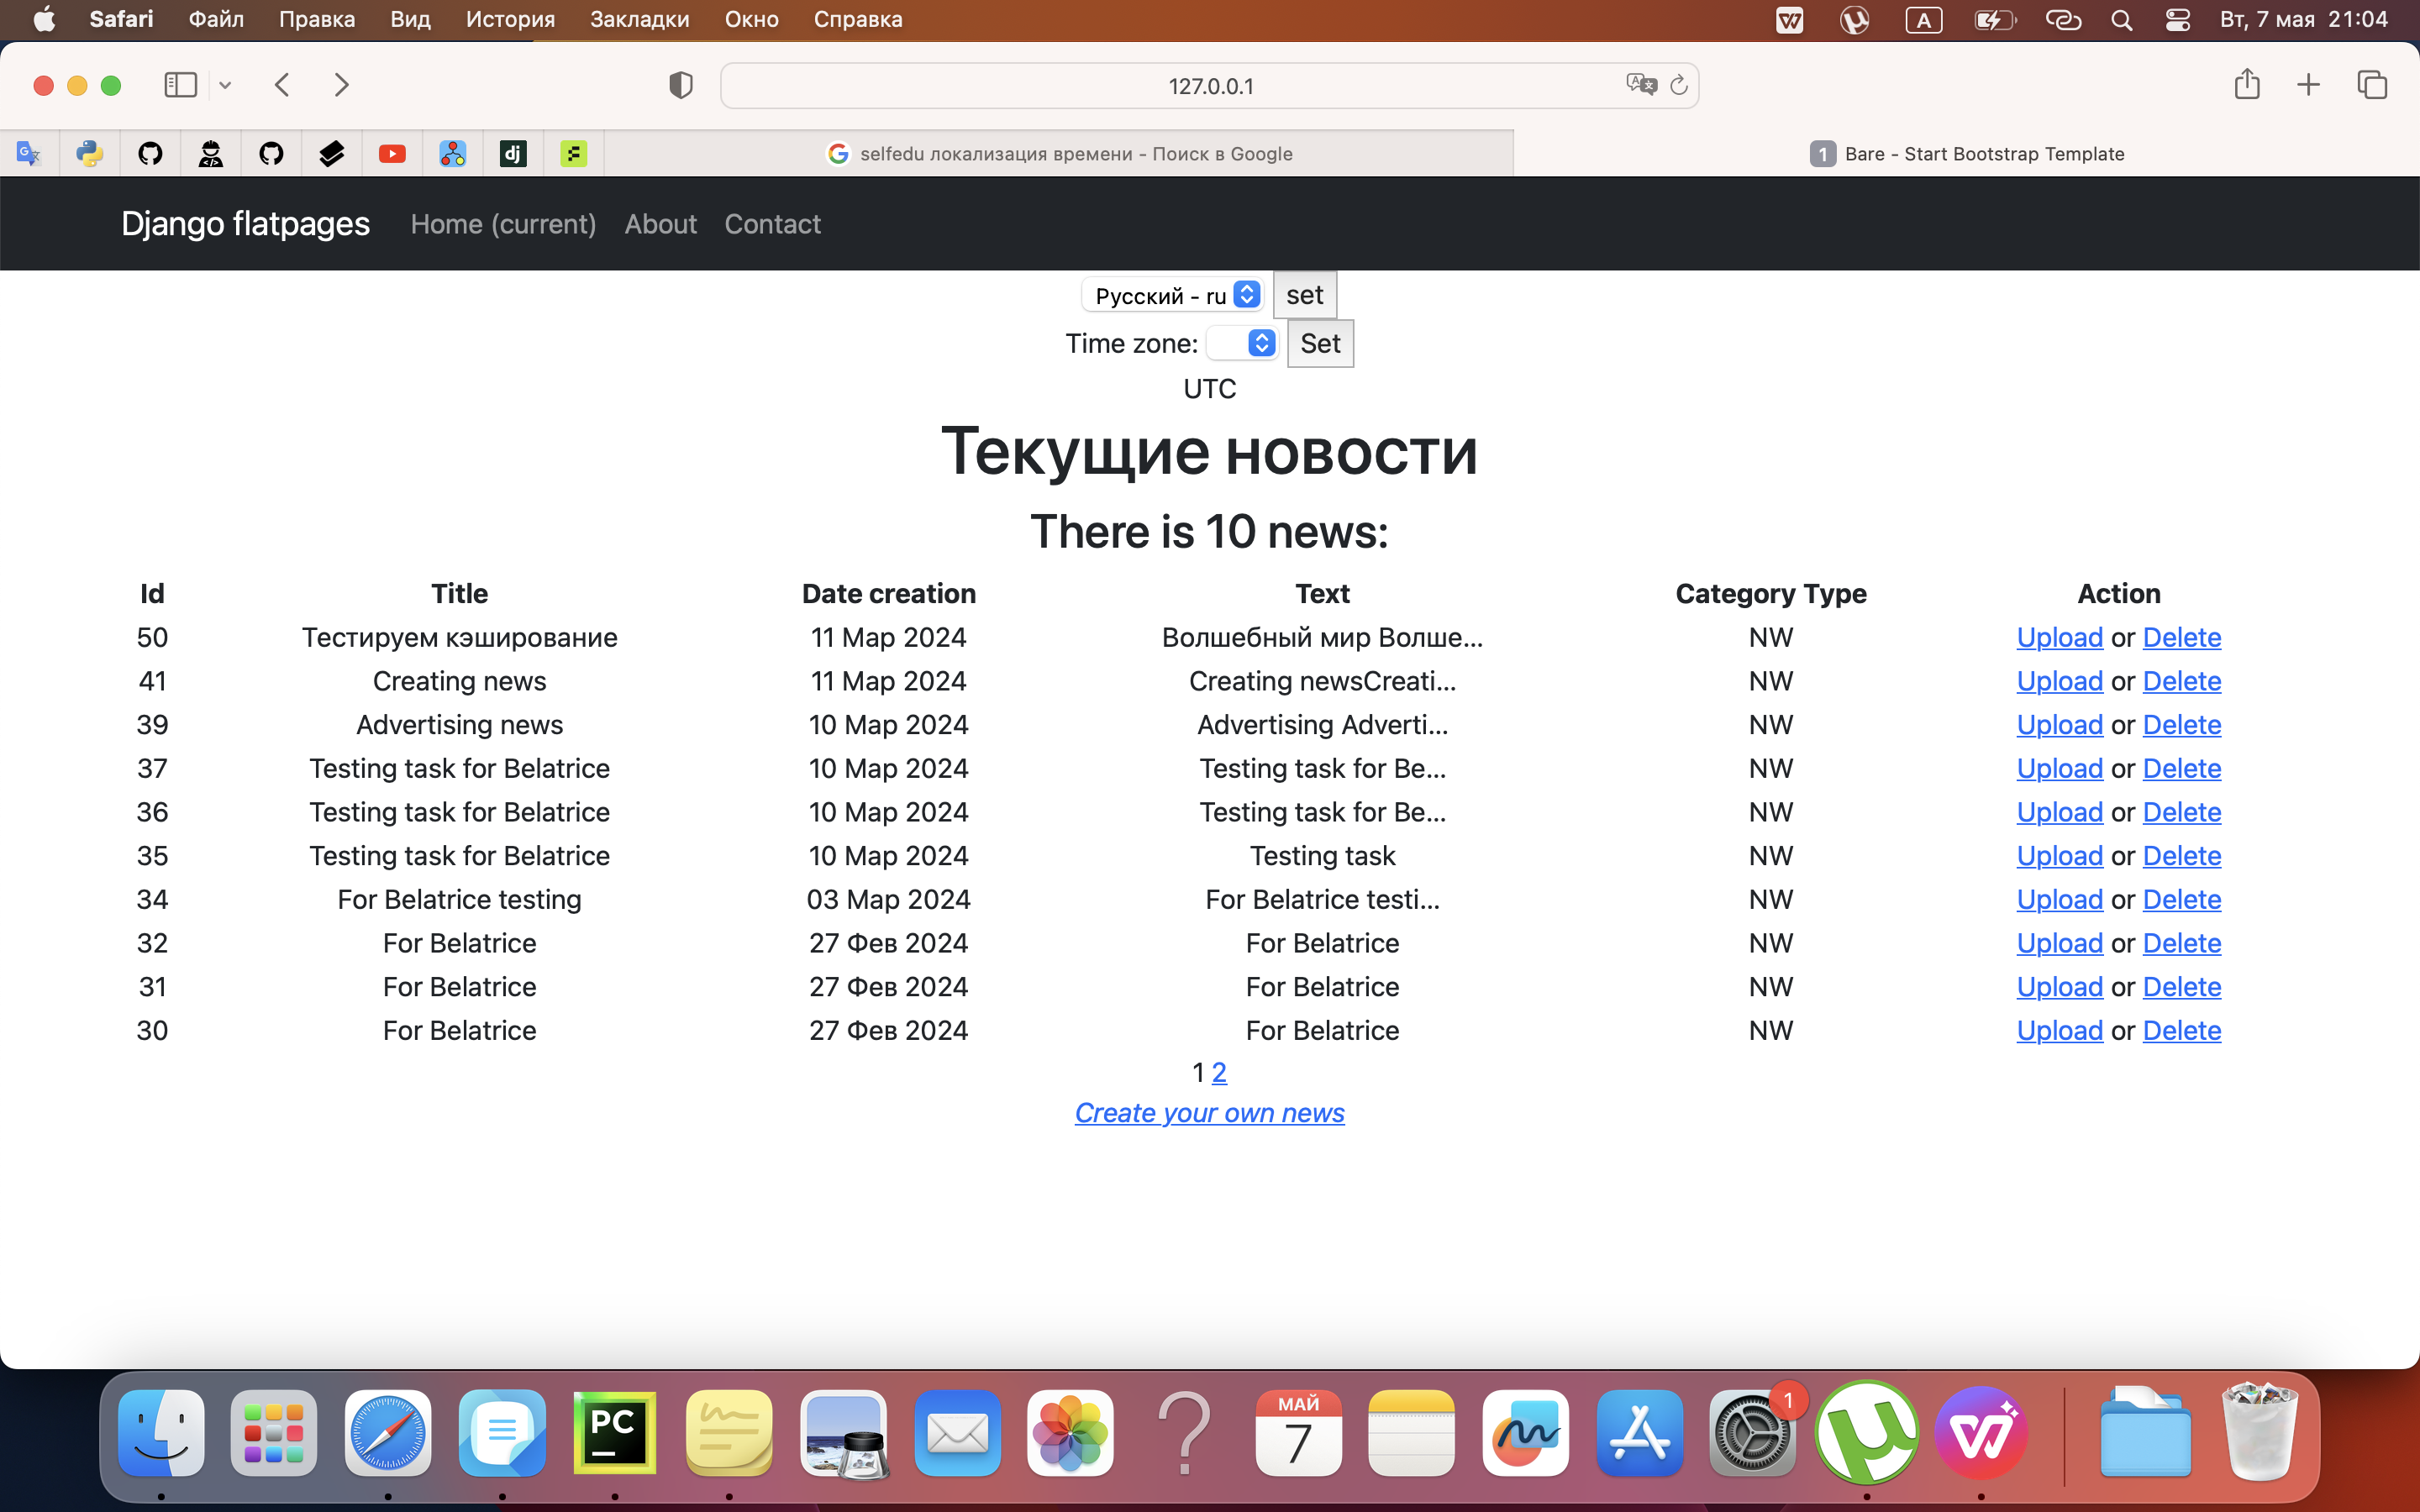 Safari Файл Правка Вид История Закладки Окно Справка A Вт, 7 мая 21:04
127.0.0.1
selfedu локализация времени - Поиск в Google 1 Bare - Start Bootstrap Template
Django flatpages Home (current) About Contact
Русский - ru set
Time zone: Set
UTC
Текущие новости
There is 10 news:
Id Title Date creation Text Category Type Action
50 Тестируем кэширование 11 Мар 2024 Волшебный мир Волше... NW Upload or Delete
41 Creating news 11 Мар 2024 Creating newsCreati... NW Upload or Delete
39 Advertising news 10 Мар 2024 Advertising Adverti... NW Upload or Delete
37 Testing task for Belatrice 10 Мар 2024 Testing task for Be... NW Upload or Delete
36 Testing task for Belatrice 10 Мар 2024 Testing task for Be... NW Upload or Delete
35 Testing task for Belatrice 10 Мар 2024 Testing task NW Upload or Delete
34 For Belatrice testing 03 Мар 2024 For Belatrice testi... NW Upload or Delete
32 For Belatrice 27 Фев 2024 For Belatrice NW Upload or Delete
31 For Belatrice 27 Фев 2024 For Belatrice NW Upload or Delete
30 For Belatrice 27 Фев 2024 For Belatrice NW Upload or Delete
1 2
Create your own news
PC МАЙ 7 1